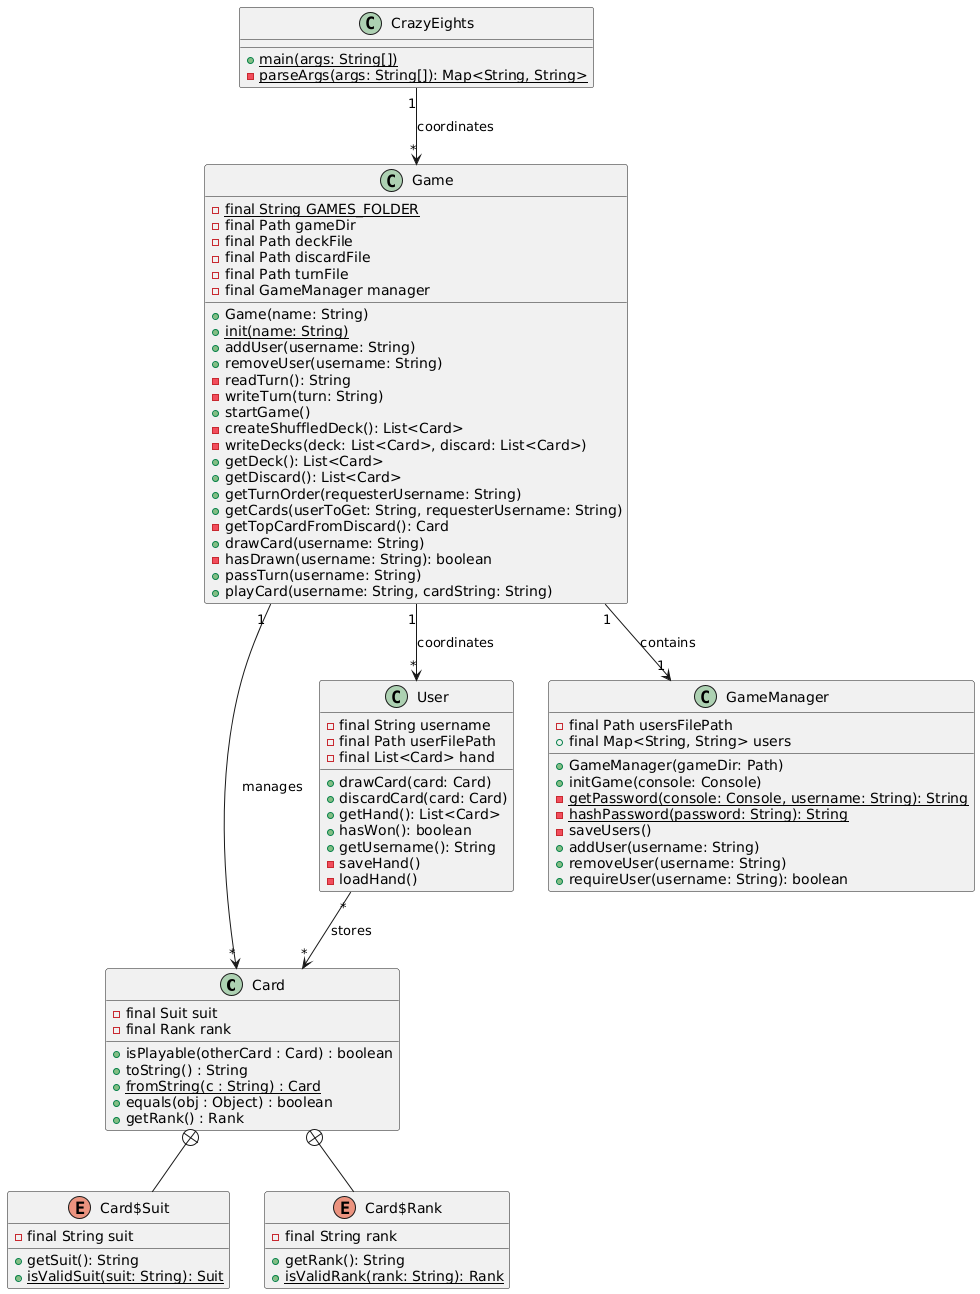 C CrazyEights
main(args: String[])
parseArgs(args: String[]): Map<String, String>
1
coordinates
*
C Game
final String GAMES_FOLDER
final Path gameDir
final Path deckFile
final Path discardFile
final Path turnFile
final GameManager manager
Game(name: String)
init(name: String)
addUser(username: String)
removeUser(username: String)
readTurn(): String
writeTurn(turn: String)
startGame()
createShuffledDeck(): List<Card>
writeDecks(deck: List<Card>, discard: List<Card>)
getDeck(): List<Card>
getDiscard(): List<Card>
getTurnOrder(requesterUsername: String)
getCards(userToGet: String, requesterUsername: String)
getTopCardFromDiscard(): Card
drawCard(username: String)
hasDrawn(username: String): boolean
passTurn(username: String)
playCard(username: String, cardString: String)
1 1 1
coordinates contains
* 1
C User
final String username
final Path userFilePath
final List<Card> hand
drawCard(card: Card)
discardCard(card: Card)
getHand(): List<Card>
hasWon(): boolean
getUsername(): String
saveHand()
loadHand()
C GameManager
final Path usersFilePath
final Map<String, String> users
GameManager(gameDir: Path)
initGame(console: Console)
getPassword(console: Console, username: String): String
hashPassword(password: String): String
saveUsers()
addUser(username: String)
removeUser(username: String)
requireUser(username: String): boolean
manages
*
stores
* *
C Card
final Suit suit
final Rank rank
isPlayable(otherCard : Card) : boolean
toString() : String
fromString(c : String) : Card
equals(obj : Object) : boolean
getRank() : Rank
E Card$Suit
final String suit
getSuit(): String
isValidSuit(suit: String): Suit
E Card$Rank
final String rank
getRank(): String
isValidRank(rank: String): Rank